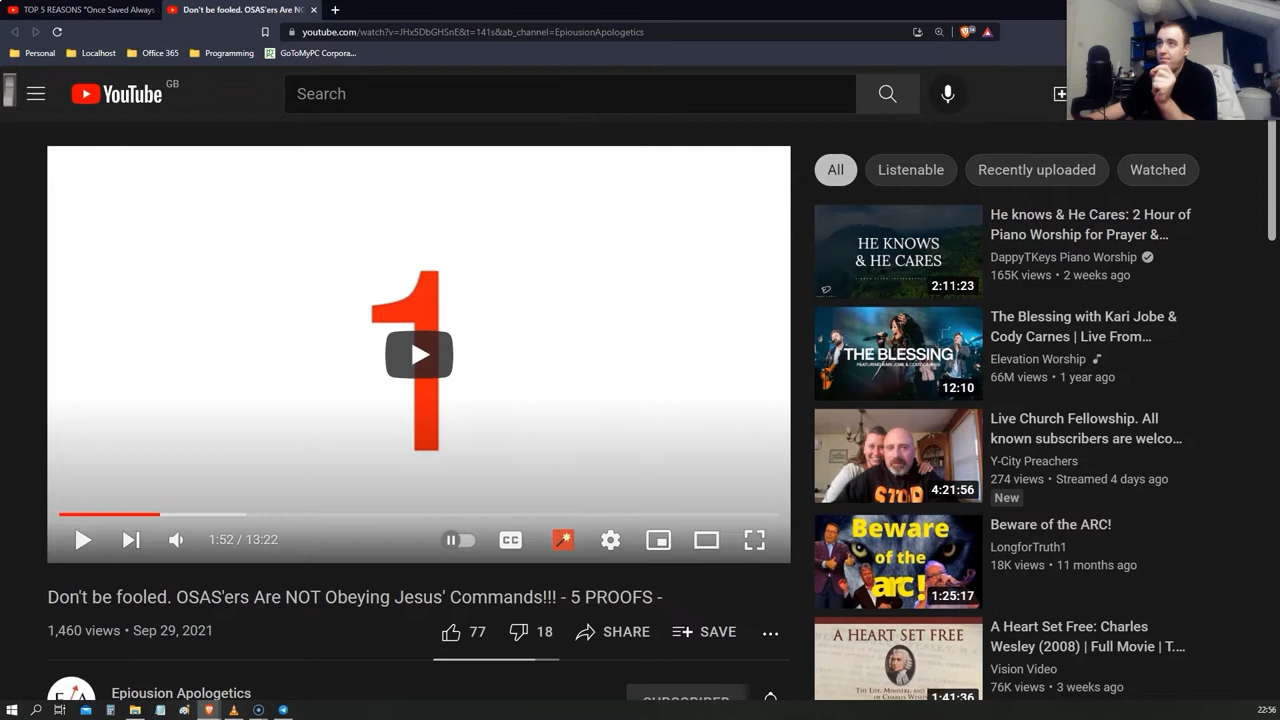 TOP 5 REASONS "Once Saved Always
Don't be fooled. OSAS'ers Are NO
youtube.com/watch?v=JHx5DbGHSnE&t=141s&ab_channel=EpiousionApologetics
Personal
Localhost
Office 365
Programming
GoToMyPC Corpora...
YouTube
GB
Search
All
Listenable
Recently uploaded
Watched
1
1:52 / 13:22
CC
Don't be fooled. OSAS'ers Are NOT Obeying Jesus' Commands!!! - 5 PROOFS -
1,460 views • Sep 29, 2021
77
18
SHARE
SAVE
Epiousion Apologetics
SUBSCRIBED
HE KNOWS
& HE CARES
2:11:23
He knows & He Cares: 2 Hour of
Piano Worship for Prayer &...
DappyTKeys Piano Worship
165K views • 2 weeks ago
THE BLESSING
12:10
The Blessing with Kari Jobe &
Cody Carnes | Live From...
Elevation Worship
66M views • 1 year ago
STOP
4:21:56
Live Church Fellowship. All
known subscribers are welco...
Y-City Preachers
274 views • Streamed 4 days ago
New
Beware
of the
arc!
1:25:17
Beware of the ARC!
LongforTruth1
18K views • 11 months ago
A HEART SET FREE
1:41:36
A Heart Set Free: Charles
Wesley (2008) | Full Movie | T...
Vision Video
76K views • 3 weeks ago
22:56